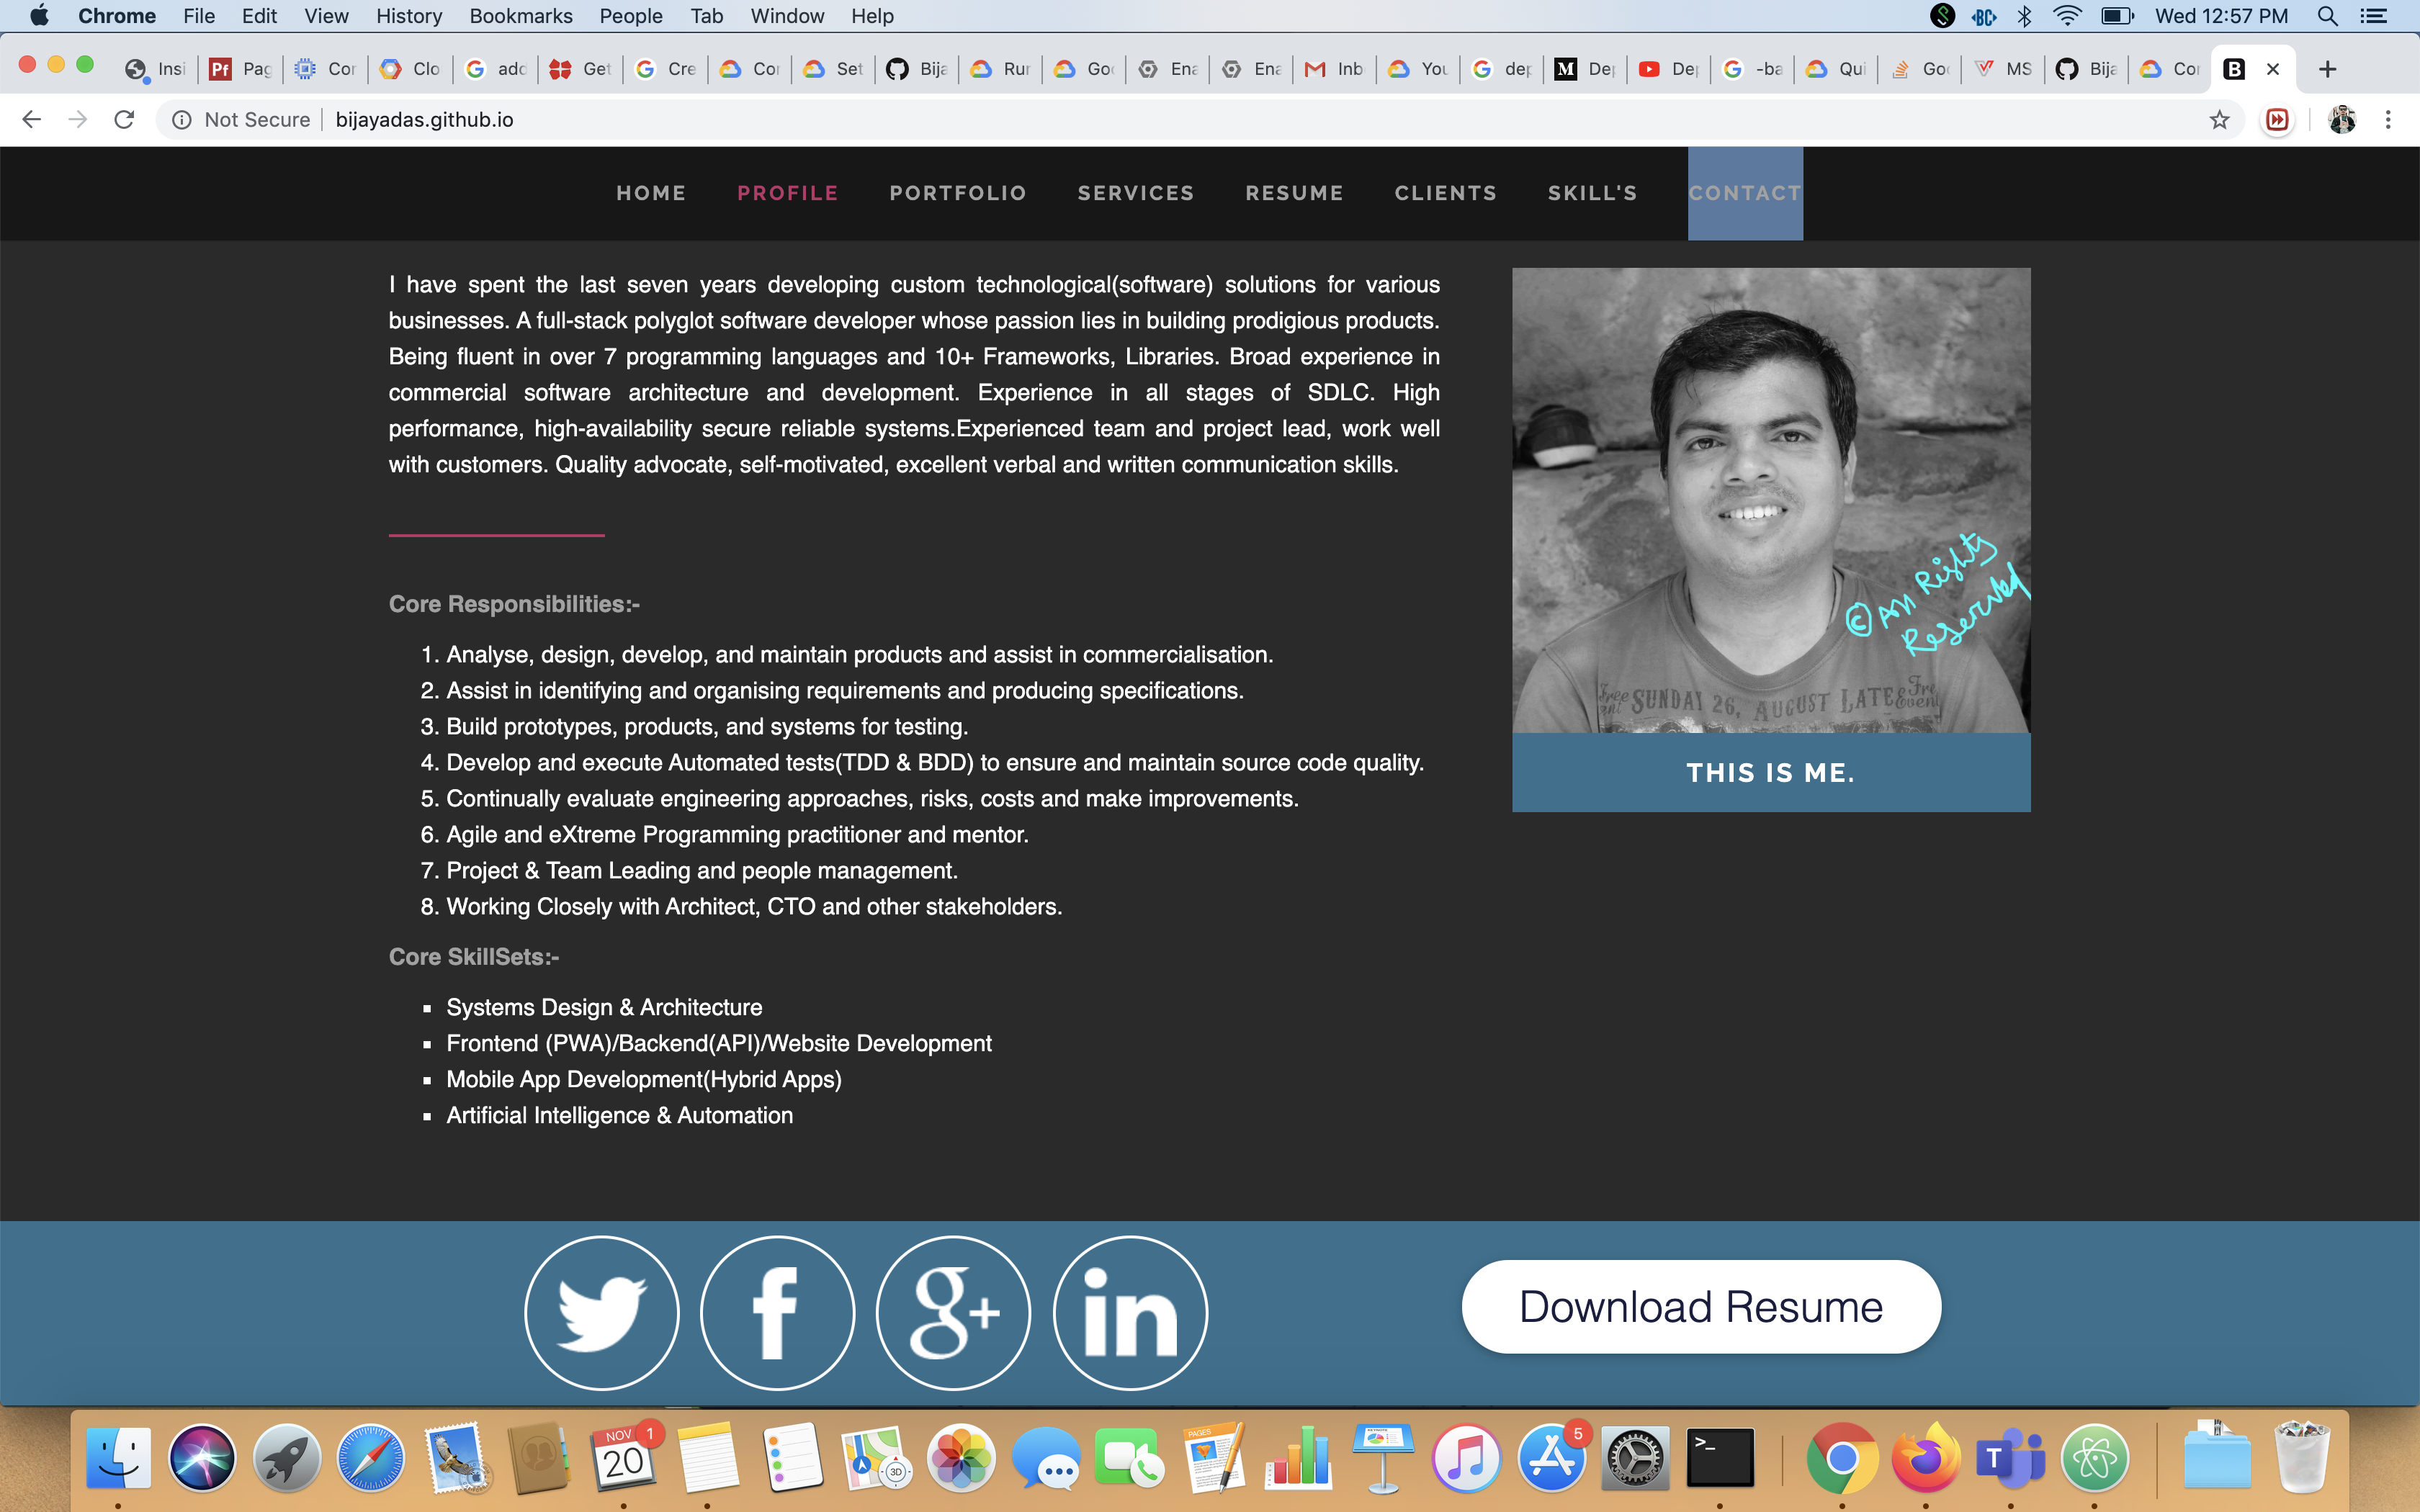 Chrome File Edit View History Bookmarks People Tab Window Help
BC Wed 12:57 PM
Insi Pf Pag Cor Clo add Get Cre Cor Set Bija Rur Goo Ena Ena Inb You dep M De De -ba Qui Goo MS Bija Cor B
Not Secure bijayadas.github.io
HOME PROFILE PORTFOLIO SERVICES RESUME CLIENTS SKILL'S CONTACT
I have spent the last seven years developing custom technological(software) solutions for various
businesses. A full-stack polyglot software developer whose passion lies in building prodigious products.
Being fluent in over 7 programming languages and 10+ Frameworks, Libraries. Broad experience in
commercial software architecture and development. Experience in all stages of SDLC. High
performance, high-availability secure reliable systems.Experienced team and project lead, work well
with customers. Quality advocate, self-motivated, excellent verbal and written communication skills.
Core Responsibilities:-
1. Analyse, design, develop, and maintain products and assist in commercialisation.
2. Assist in identifying and organising requirements and producing specifications.
3. Build prototypes, products, and systems for testing.
4. Develop and execute Automated tests(TDD & BDD) to ensure and maintain source code quality.
5. Continually evaluate engineering approaches, risks, costs and make improvements.
6. Agile and eXtreme Programming practitioner and mentor.
7. Project & Team Leading and people management.
8. Working Closely with Architect, CTO and other stakeholders.
Core SkillSets:-
▪ Systems Design & Architecture
▪ Frontend (PWA)/Backend(API)/Website Development
▪ Mobile App Development(Hybrid Apps)
▪ Artificial Intelligence & Automation
© All Rights
Reserved
SUNDAY 26, AUGUST LATE&
THIS IS ME.
f g+ in
Download Resume
NOV 1
20
3D
PAGES
5
>_
T